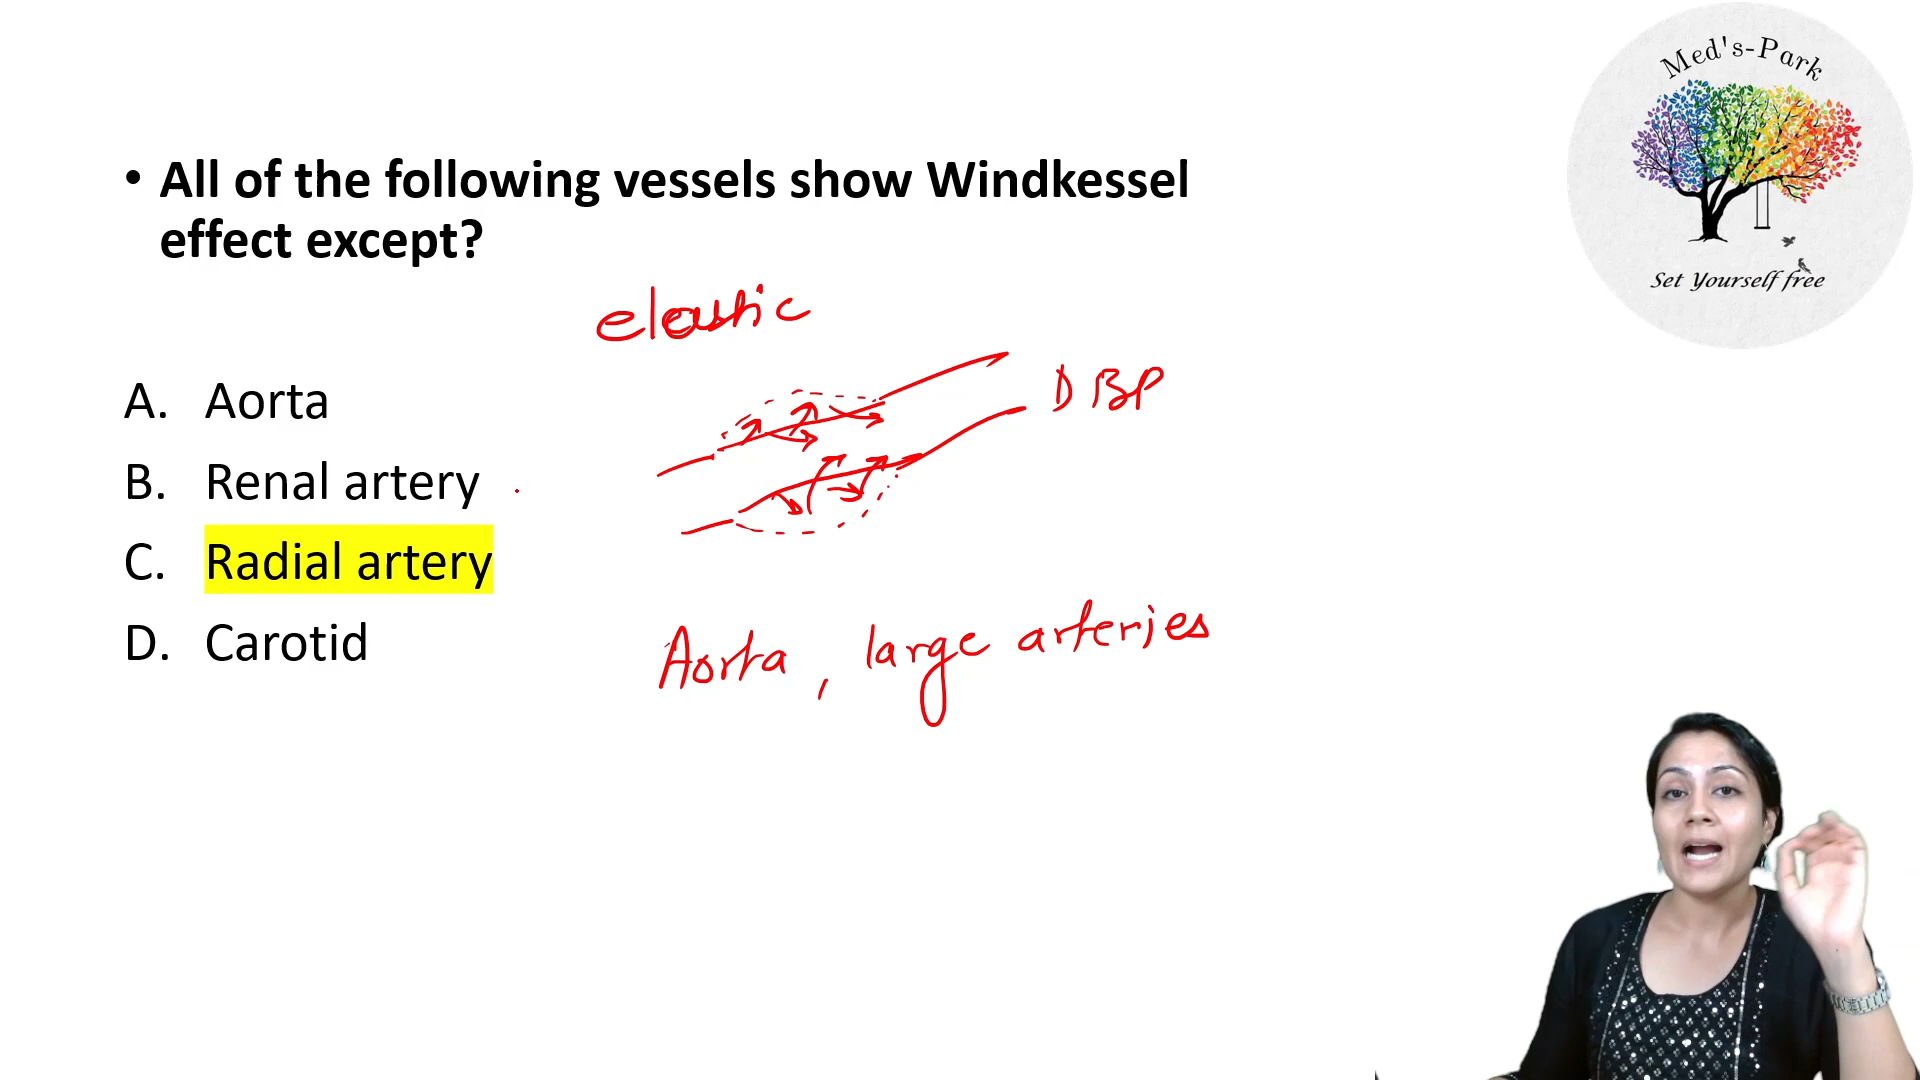 Med's-Park
Set Yourself free
• All of the following vessels show Windkessel
effect except?
elastic
DBP
A. Aorta
B. Renal artery
C. Radial artery
D. Carotid
Aorta, large arteries